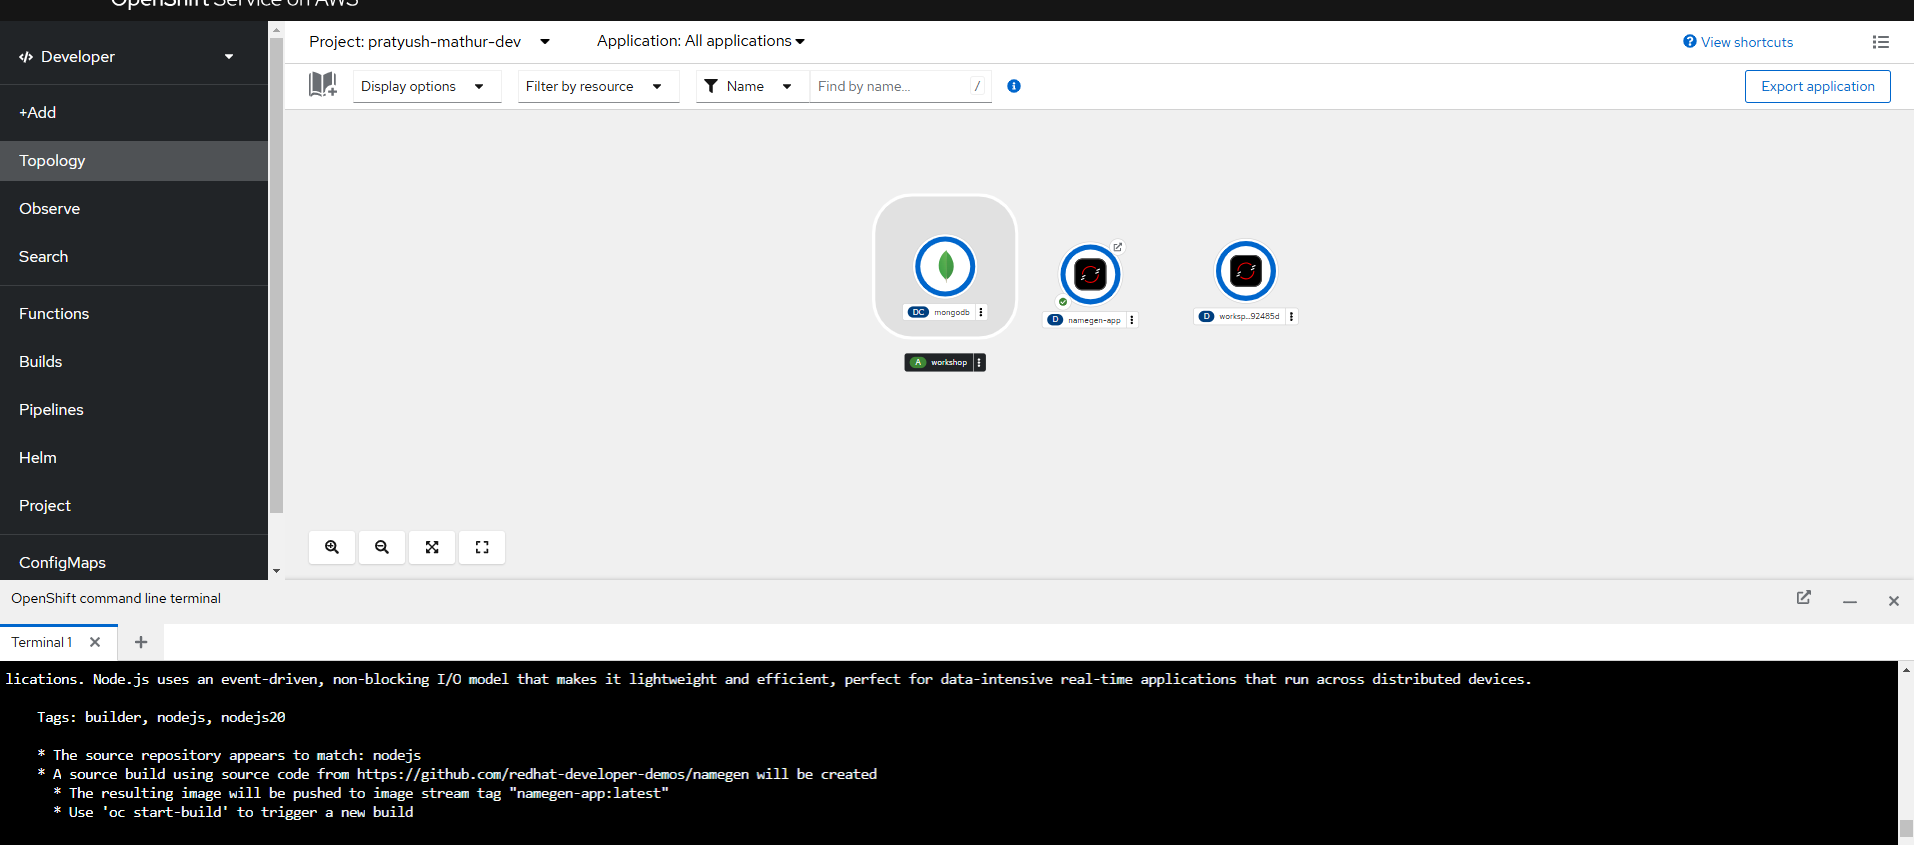 OpenShift Service on AWS
Developer
Project: pratyush-mathur-dev
Application: All applications
View shortcuts
Display options
Filter by resource
Name
Find by name...
/
Export application
+Add
Topology
Observe
Search
Functions
Builds
Pipelines
Helm
Project
ConfigMaps
DC mongodb
A workshop
D namegen-app
D worksp...92485d
OpenShift command line terminal
Terminal 1
lications. Node.js uses an event-driven, non-blocking I/O model that makes it lightweight and efficient, perfect for data-intensive real-time applications that run across distributed devices.
Tags: builder, nodejs, nodejs20
* The source repository appears to match: nodejs
* A source build using source code from https://github.com/redhat-developer-demos/namegen will be created
* The resulting image will be pushed to image stream tag "namegen-app:latest"
* Use 'oc start-build' to trigger a new build